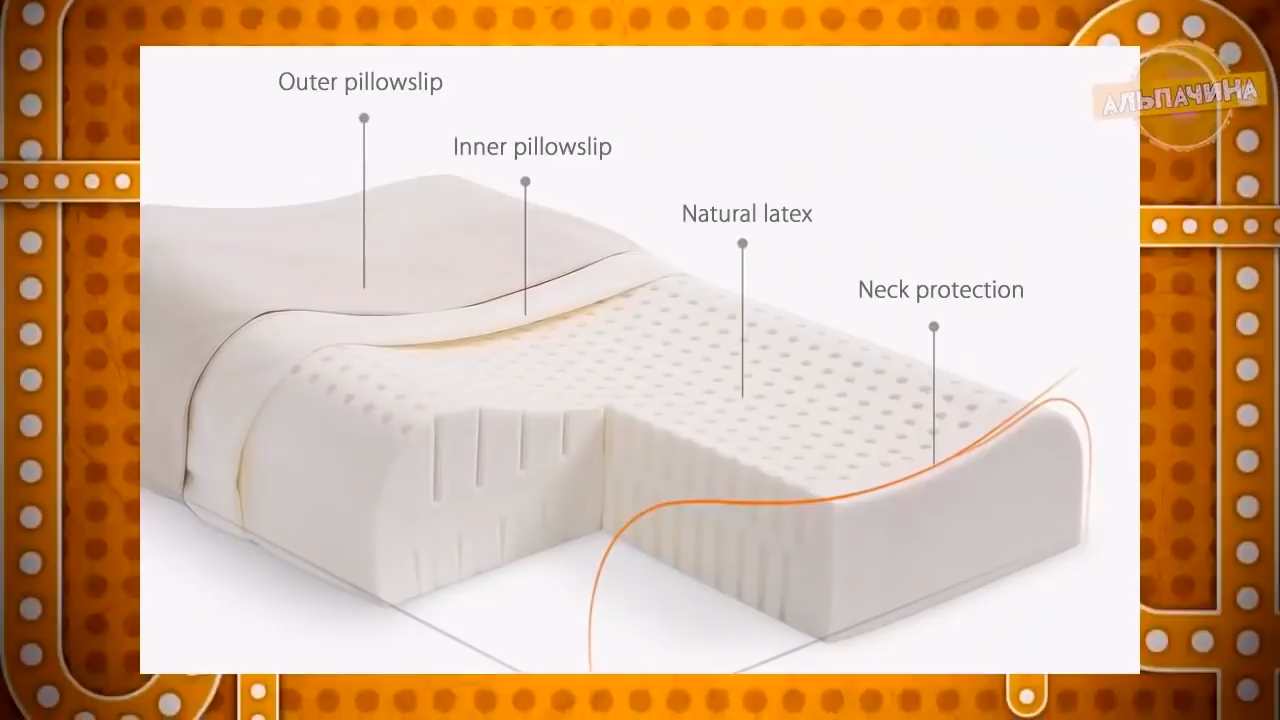 Outer pillowslip
АЛЬПАЧИНА
Inner pillowslip
Natural latex
Neck protection